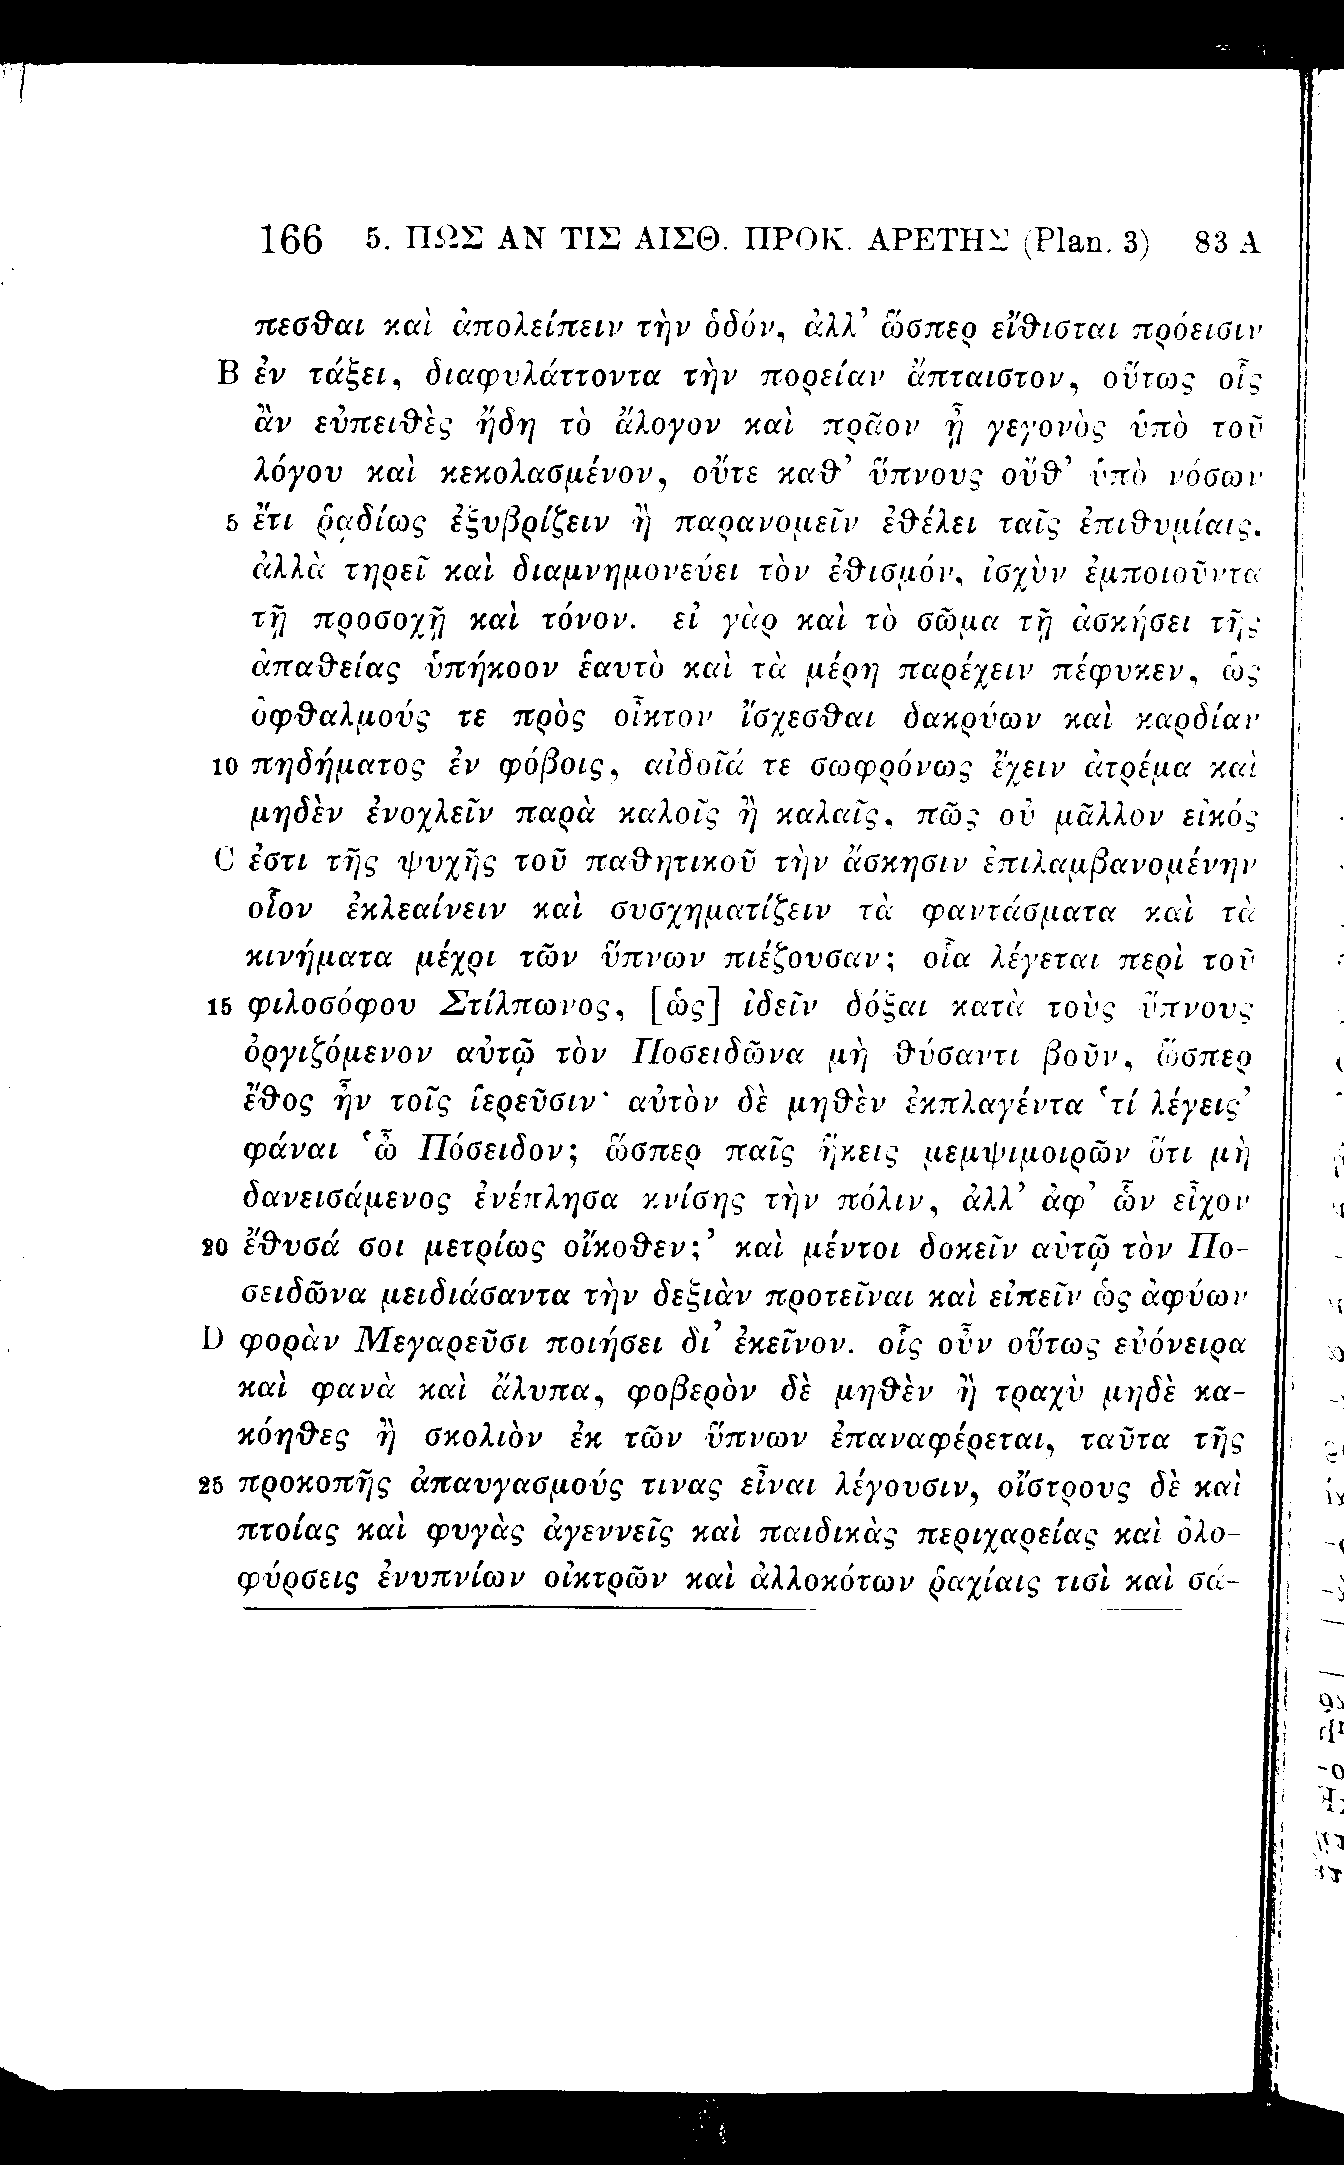 166 5. ΠΩΣ ΑΝ ΤΙΣ ΑΙΣΘ. ΠΡΟΚ. ΑΡΕΤΗΣ (Plan. 3) 83 A
πεσθαι καὶ ἀπολείπειν τὴν ὁδόν, ἀλλ’ ὥσπερ εἴθισται πρόεισιν
B ἐν τάξει, διαφυλάττοντα τὴν πορείαν ἄπταιστον, οὕτως οἷς
ἂν εὐπειθὲς ἤδη τὸ ἄλογον καὶ πρᾶον ᾖ γεγονὸς ὑπὸ τοῦ
λόγου καὶ κεκολασμένον, οὔτε καθ’ ὕπνους οὔθ’ ὑπὸ νόσων
5 ἔτι ῥᾳδίως ἐξυβρίζειν ἢ παρανομεῖν ἐθέλει ταῖς ἐπιθυμίαις.
ἀλλὰ τηρεῖ καὶ διαμνημονεύει τὸν ἐθισμόν, ἰσχὺν ἐμποιοῦντα
τῇ προσοχῇ καὶ τόνον. εἰ γὰρ καὶ τὸ σῶμα τῇ ἀσκήσει τῆς
ἀπαθείας ὑπήκοον ἑαυτὸ καὶ τὰ μέρη παρέχειν πέφυκεν, ὡς
ὀφθαλμούς τε πρὸς οἶκτον ἴσχεσθαι δακρύων καὶ καρδίαν
10 πηδήματος ἐν φόβοις, αἰδοῖά τε σωφρόνως ἔχειν ἀτρέμα καὶ
μηδὲν ἐνοχλεῖν παρὰ καλοῖς ἢ καλαῖς, πῶς οὐ μᾶλλον εἰκός
C ἐστι τῆς ψυχῆς τοῦ παθητικοῦ τὴν ἄσκησιν ἐπιλαμβανομένην
οἷον ἐκλεαίνειν καὶ συσχηματίζειν τὰ φαντάσματα καὶ τὰ
κινήματα μέχρι τῶν ὕπνων πιέζουσαν; οἷα λέγεται περὶ τοῦ
15 φιλοσόφου Στίλπωνος, [ὡς] ἰδεῖν δόξαι κατὰ τοὺς ὕπνους
ὀργιζόμενον αὐτῷ τὸν Ποσειδῶνα μὴ θύσαντι βοῦν, ὥσπερ
ἔθος ἦν τοῖς ἱερεῦσιν· αὐτὸν δὲ μηθὲν ἐκπλαγέντα ‘τί λέγεις’
φάναι ‘ὦ Πόσειδον; ὥσπερ παῖς ἥκεις μεμψιμοιρῶν ὅτι μὴ
δανεισάμενος ἐνέπλησα κνίσης τὴν πόλιν, ἀλλ’ ἀφ’ ὧν εἶχον
20 ἔθυσά σοι μετρίως οἴκοθεν;’ καὶ μέντοι δοκεῖν αὐτῷ τὸν Πο-
σειδῶνα μειδιάσαντα τὴν δεξιὰν προτεῖναι καὶ εἰπεῖν ὡς ἀφύων
D φορὰν Μεγαρεῦσι ποιήσει δι’ ἐκεῖνον. οἷς οὖν οὕτως εὐόνειρα
καὶ φανὰ καὶ ἄλυπα, φοβερὸν δὲ μηθὲν ἢ τραχὺ μηδὲ κα-
κόηθες ἢ σκολιὸν ἐκ τῶν ὕπνων ἐπαναφέρεται, ταῦτα τῆς
25 προκοπῆς ἀπαυγασμούς τινας εἶναι λέγουσιν, οἴστρους δὲ καὶ
πτοίας καὶ φυγὰς ἀγεννεῖς καὶ παιδικὰς περιχαρείας καὶ ὀλο-
φύρσεις ἐνυπνίων οἰκτρῶν καὶ ἀλλοκότων ῥαχίαις τισὶ καὶ σά-